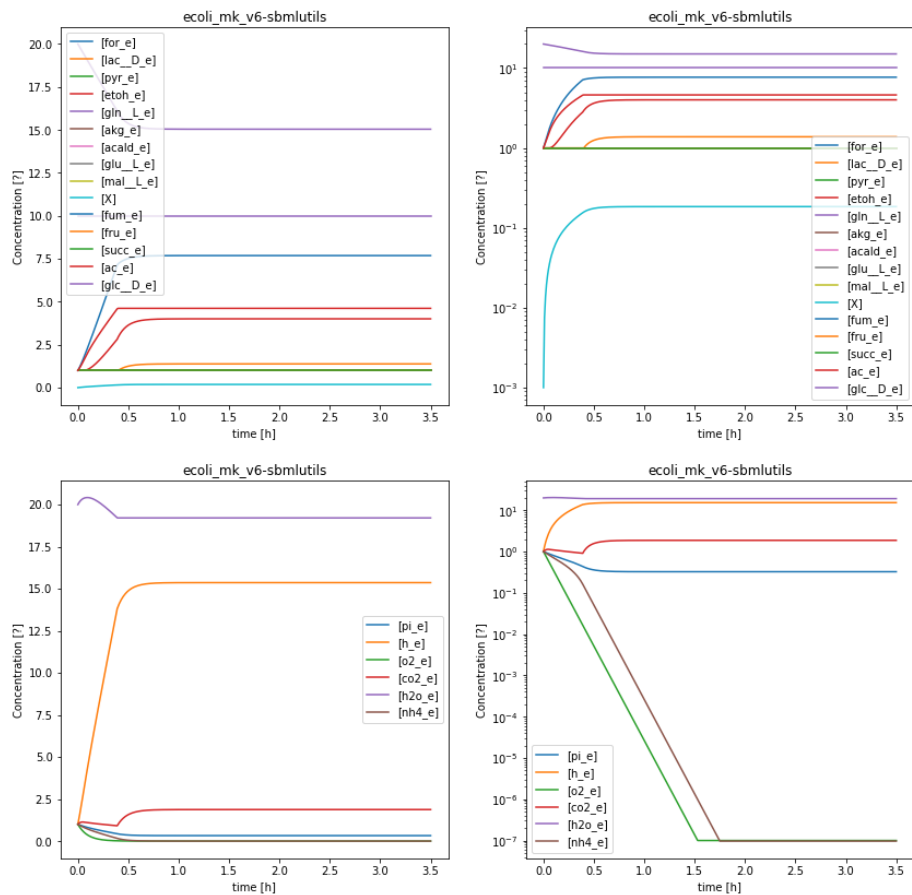 ecoli_mk_v6-sbmlutils
Concentration [?]
20.0
17.5
15.0
12.5
10.0
7.5
5.0
2.5
0.0
[for_e]
[lac__D_e]
[pyr_e]
[etoh_e]
[gln__L_e]
[akg_e]
[acald_e]
[glu__L_e]
[mal__L_e]
[X]
[fum_e]
[fru_e]
[succ_e]
[ac_e]
[glc__D_e]
0.0 0.5 1.0 1.5 2.0 2.5 3.0 3.5
time [h]
ecoli_mk_v6-sbmlutils
Concentration [?]
10^1
10^0
10^-1
10^-2
10^-3
[for_e]
[lac__D_e]
[pyr_e]
[etoh_e]
[gln__L_e]
[akg_e]
[acald_e]
[glu__L_e]
[mal__L_e]
[X]
[fum_e]
[fru_e]
[succ_e]
[ac_e]
[glc__D_e]
0.0 0.5 1.0 1.5 2.0 2.5 3.0 3.5
time [h]
ecoli_mk_v6-sbmlutils
Concentration [?]
20.0
17.5
15.0
12.5
10.0
7.5
5.0
2.5
0.0
[pi_e]
[h_e]
[o2_e]
[co2_e]
[h2o_e]
[nh4_e]
0.0 0.5 1.0 1.5 2.0 2.5 3.0 3.5
time [h]
ecoli_mk_v6-sbmlutils
Concentration [?]
10^1
10^0
10^-1
10^-2
10^-3
10^-4
10^-5
10^-6
10^-7
[pi_e]
[h_e]
[o2_e]
[co2_e]
[h2o_e]
[nh4_e]
0.0 0.5 1.0 1.5 2.0 2.5 3.0 3.5
time [h]